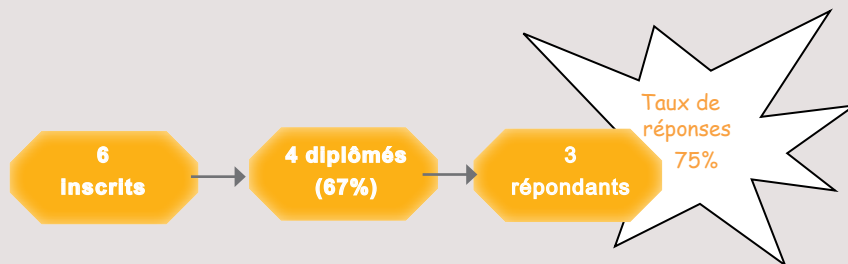 6
inscrits
4 diplômés
(67%)
3
répondants
Taux de
réponses
75%